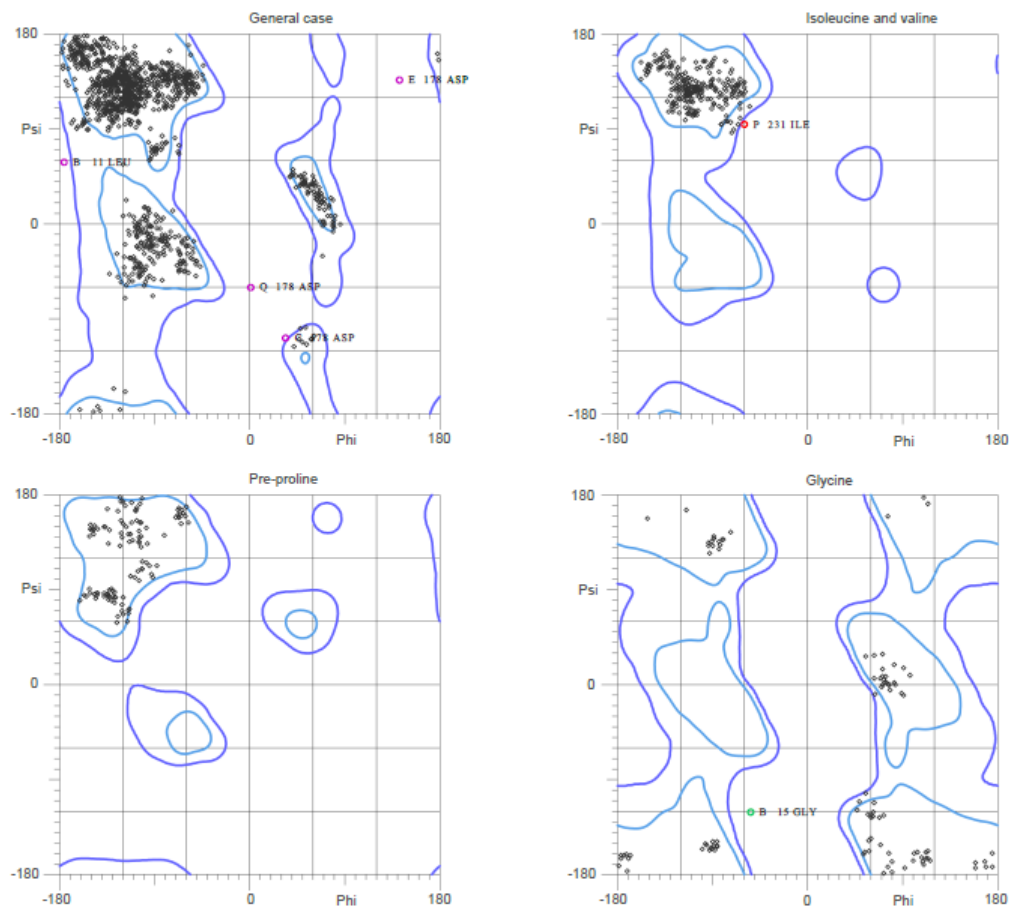 General case
180
Psi
0
-180
-180 0 Phi 180
E 178 ASP
B 11 LEU
Q 178 ASP
178 ASP
Isoleucine and valine
180
Psi
0
-180
-180 0 Phi 180
P 231 ILE
Pre-proline
180
Psi
0
-180
-180 0 Phi 180
Glycine
180
Psi
0
-180
-180 0 Phi 180
B 15 GLY